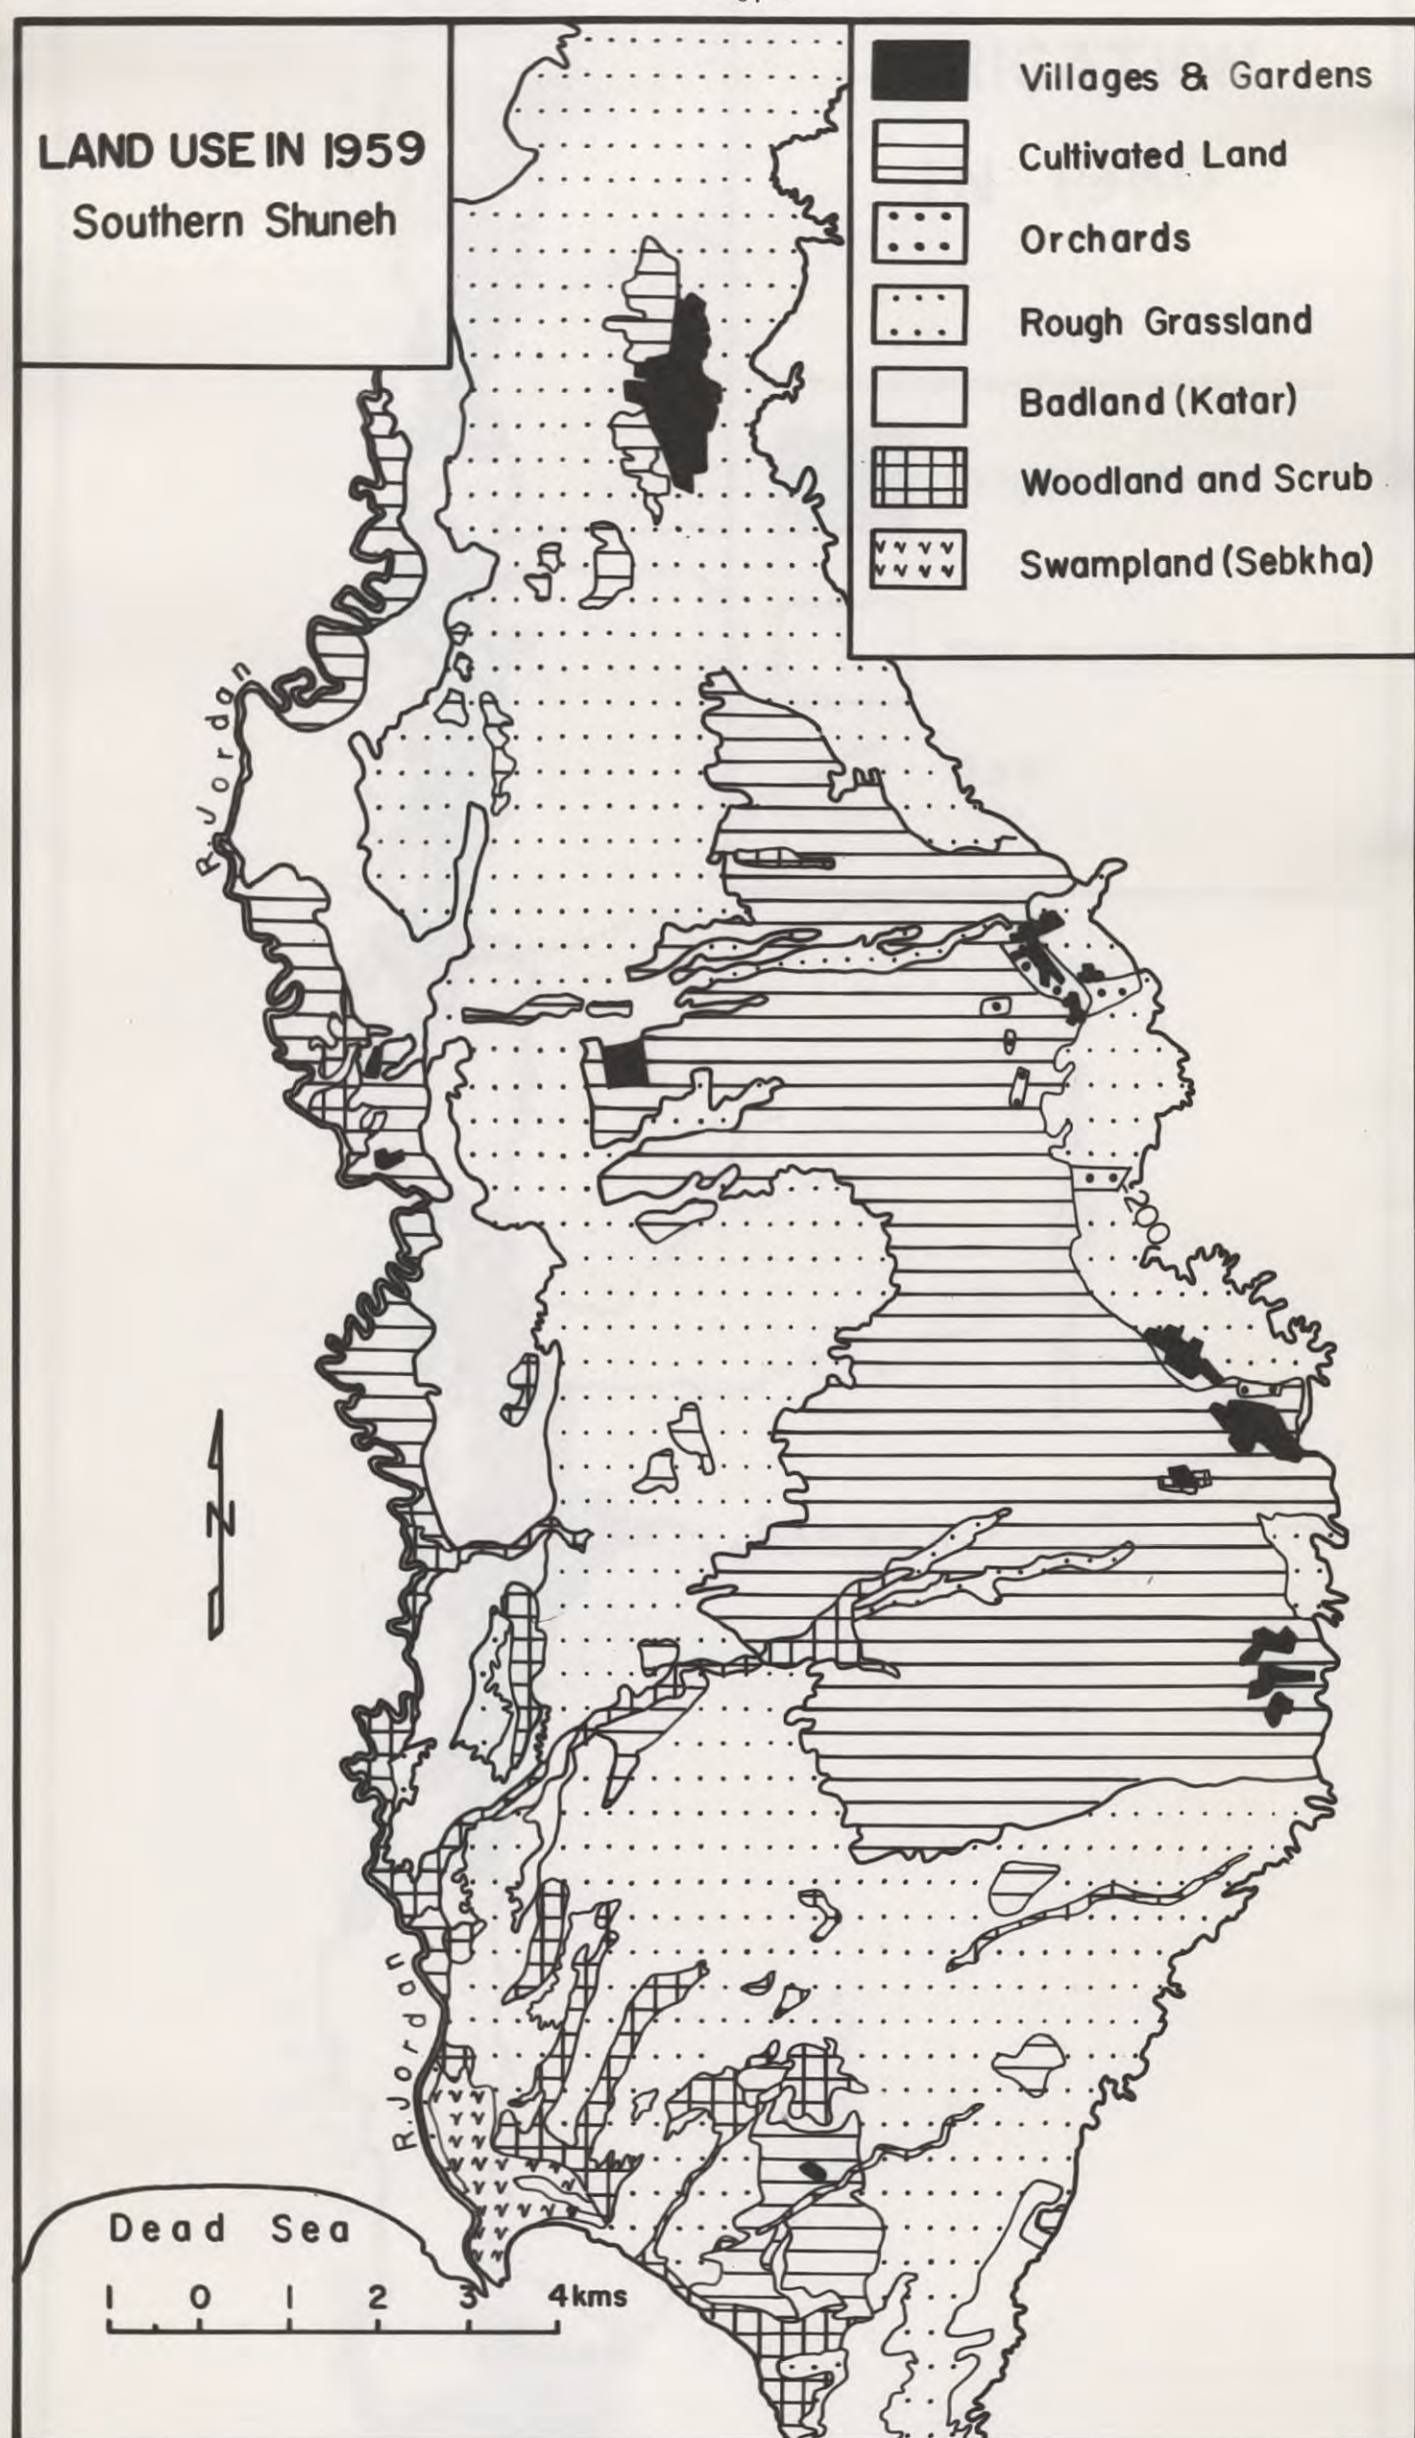 LAND USE IN 1959
Southern Shuneh
Villages & Gardens
Cultivated Land
Orchards
Rough Grassland
Badland (Katar)
Woodland and Scrub
Swampland (Sebkha)
R. Jordan
-200
N
R. Jordan
Dead Sea
1 0 1 2 3 4 kms